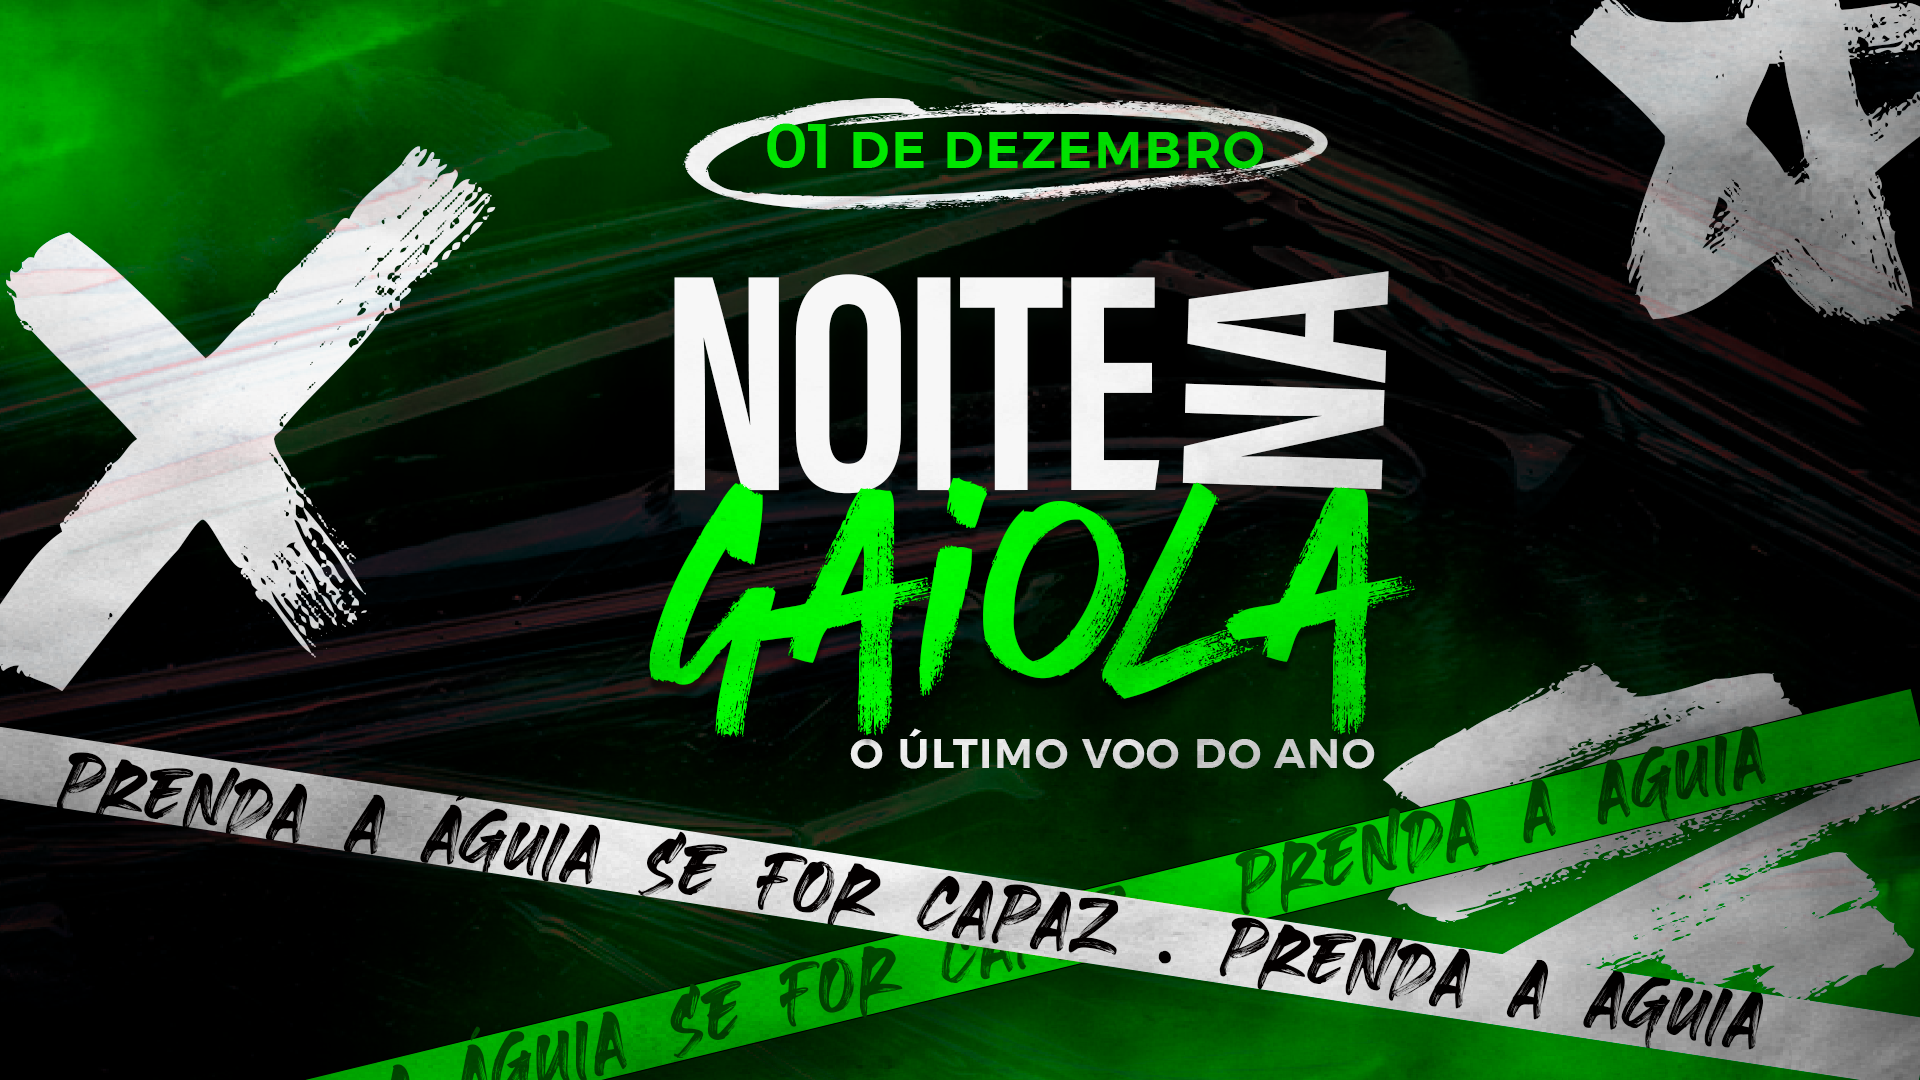 01 DE DEZEMBRO
NOITE NA
GAiOLA
O ÚLTIMO VOO DO ANO
PRENDA A ÁGUIA SE FOR CAPAZ . PRENDA A AGUIA
A ÁGUIA SE FOR PRENDA A AGUIA